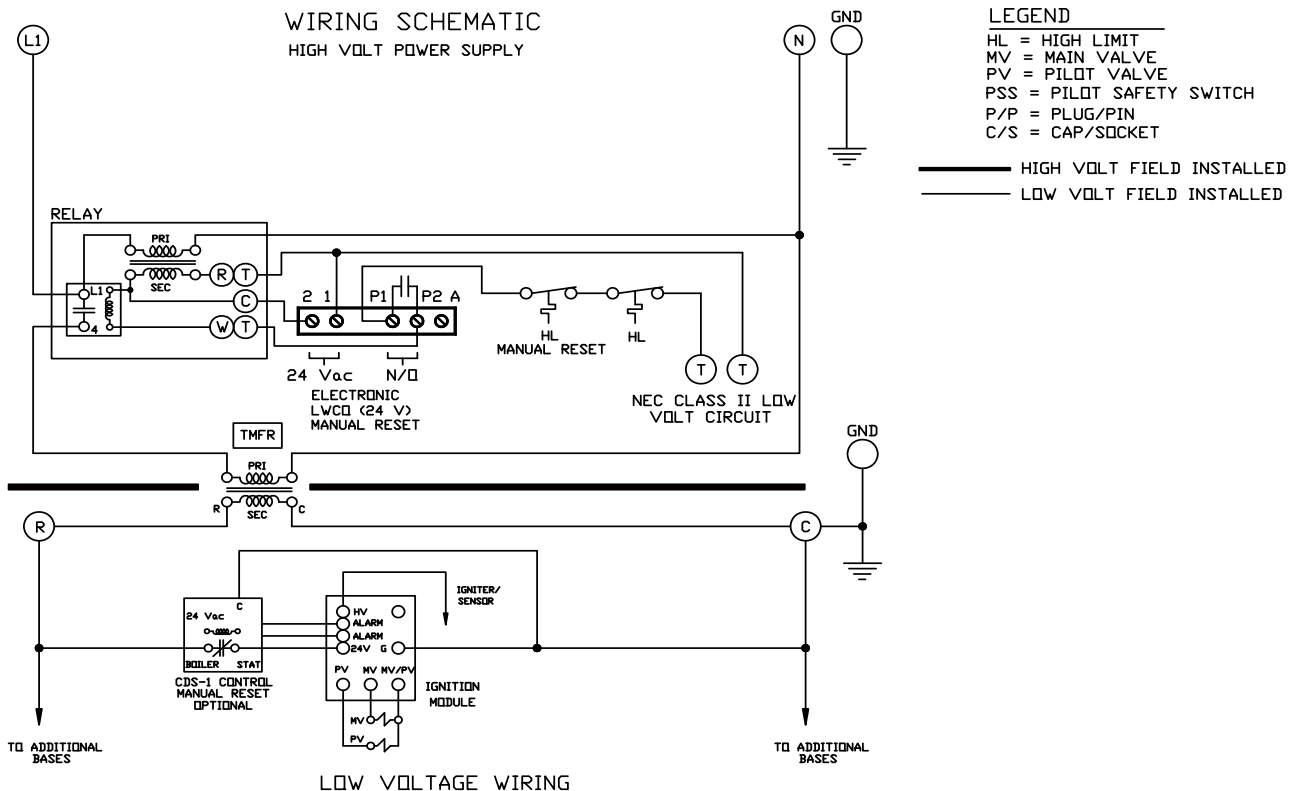 WIRING SCHEMATIC
HIGH VOLT POWER SUPPLY
L1
N
GND
LEGEND
HL = HIGH LIMIT
MV = MAIN VALVE
PV = PILOT VALVE
PSS = PILOT SAFETY SWITCH
P/P = PLUG/PIN
C/S = CAP/SOCKET
HIGH VOLT FIELD INSTALLED
LOW VOLT FIELD INSTALLED
RELAY
PRI
SEC
R T
L1
C
4
W T
2 1 P1 P2 A
HL
MANUAL RESET
HL
24 Vac N/O
ELECTRONIC
LWCO (24 V)
MANUAL RESET
T T
NEC CLASS II LOW
VOLT CIRCUIT
TMFR
PRI
R SEC C
GND
R
C
C
24 Vac
BOILER STAT
CDS-1 CONTROL
MANUAL RESET
OPTIONAL
IGNITER/
SENSOR
HV
ALARM
ALARM
24V G
PV MV MV/PV
IGNITION
MODULE
MV
PV
TO ADDITIONAL
BASES
TO ADDITIONAL
BASES
LOW VOLTAGE WIRING